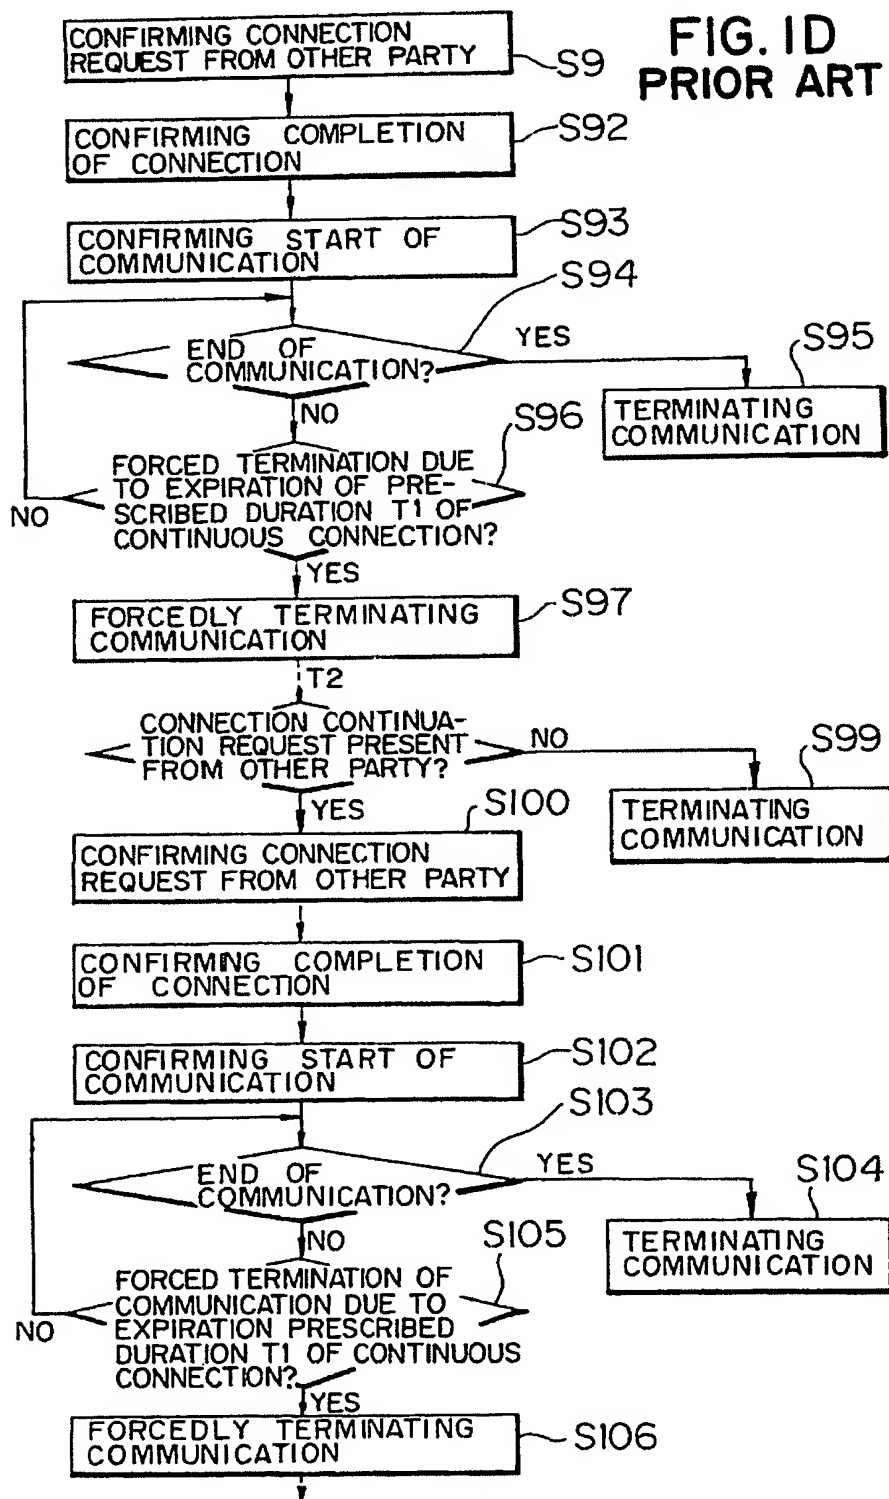 FIG. 1D
PRIOR ART
CONFIRMING CONNECTION
REQUEST FROM OTHER PARTY
S9
CONFIRMING COMPLETION
OF CONNECTION
S92
CONFIRMING START OF
COMMUNICATION
S93
S94
END OF
COMMUNICATION?
YES
S95
TERMINATING
COMMUNICATION
NO
S96
FORCED TERMINATION DUE
TO EXPIRATION OF PRE-
SCRIBED DURATION T1 OF
CONTINUOUS CONNECTION?
NO
YES
FORCEDLY TERMINATING
COMMUNICATION
S97
T2
CONNECTION CONTINUA-
TION REQUEST PRESENT
FROM OTHER PARTY?
NO
S99
TERMINATING
COMMUNICATION
YES
S100
CONFIRMING CONNECTION
REQUEST FROM OTHER PARTY
CONFIRMING COMPLETION
OF CONNECTION
S101
CONFIRMING START OF
COMMUNICATION
S102
S103
END OF
COMMUNICATION?
YES
S104
TERMINATING
COMMUNICATION
NO
S105
FORCED TERMINATION OF
COMMUNICATION DUE TO
EXPIRATION PRESCRIBED
DURATION T1 OF CONTINUOUS
CONNECTION?
NO
YES
FORCEDLY TERMINATING
COMMUNICATION
S106